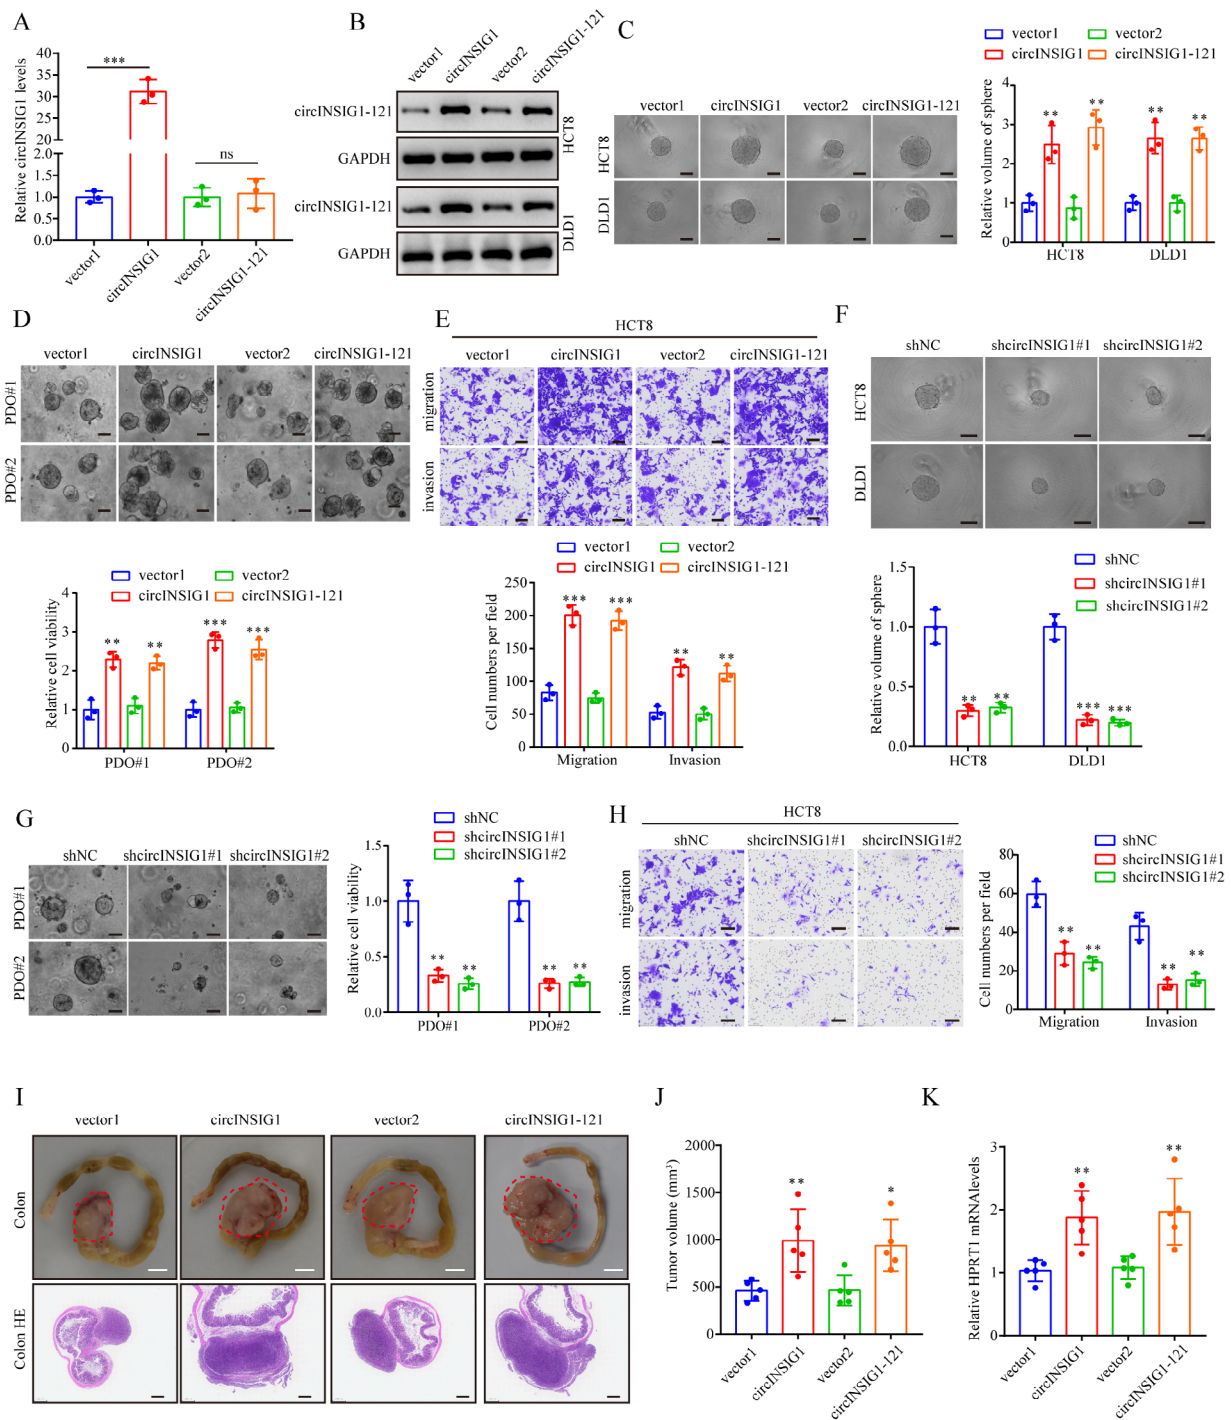 A
Relative circINSIG1 levels
40
35
30
25
20
2.0
1.5
1.0
0.5
0.0
***
ns
vector1
circINSIG1
vector2
circINSIG1-121
B
vector1
circINSIG1
vector2
circINSIG1-121
circINSIG1-121
GAPDH
HCT8
circINSIG1-121
GAPDH
DLD1
C
vector1 circINSIG1 vector2 circINSIG1-121
HCT8
DLD1
vector1 vector2
circINSIG1 circINSIG1-121
Relative volume of sphere
4
3
2
1
0
** ** ** **
HCT8 DLD1
D
vector1 circINSIG1 vector2 circINSIG1-121
PDO#1
PDO#2
vector1 vector2
circINSIG1 circINSIG1-121
Relative cell viability
4
3
2
1
0
** ** *** ***
PDO#1 PDO#2
E
HCT8
vector1 circINSIG1 vector2 circINSIG1-121
migration
invasion
vector1 vector2
circINSIG1 circINSIG1-121
Cell numbers per field
250
200
150
100
50
0
*** *** ** **
Migration Invasion
F
shNC shcircINSIG1#1 shcircINSIG1#2
HCT8
DLD1
shNC
shcircINSIG1#1
shcircINSIG1#2
Relative volume of sphere
1.5
1.0
0.5
0.0
** ** *** ***
HCT8 DLD1
G
shNC shcircINSIG1#1 shcircINSIG1#2
PDO#1
PDO#2
shNC
shcircINSIG1#1
shcircINSIG1#2
Relative cell viability
1.5
1.0
0.5
0.0
** ** ** **
PDO#1 PDO#2
H
HCT8
shNC shcircINSIG1#1 shcircINSIG1#2
migration
invasion
shNC
shcircINSIG1#1
shcircINSIG1#2
Cell numbers per field
80
60
40
20
0
** ** ** **
Migration Invasion
I
vector1 circINSIG1 vector2 circINSIG1-121
Colon
Colon HE
J
Tumor volume (mm³)
2000
1500
1000
500
0
** *
vector1
circINSIG1
vector2
circINSIG1-121
K
Relative HPRT1 mRNAlevels
3
2
1
0
** **
vector1
circINSIG1
vector2
circINSIG1-121